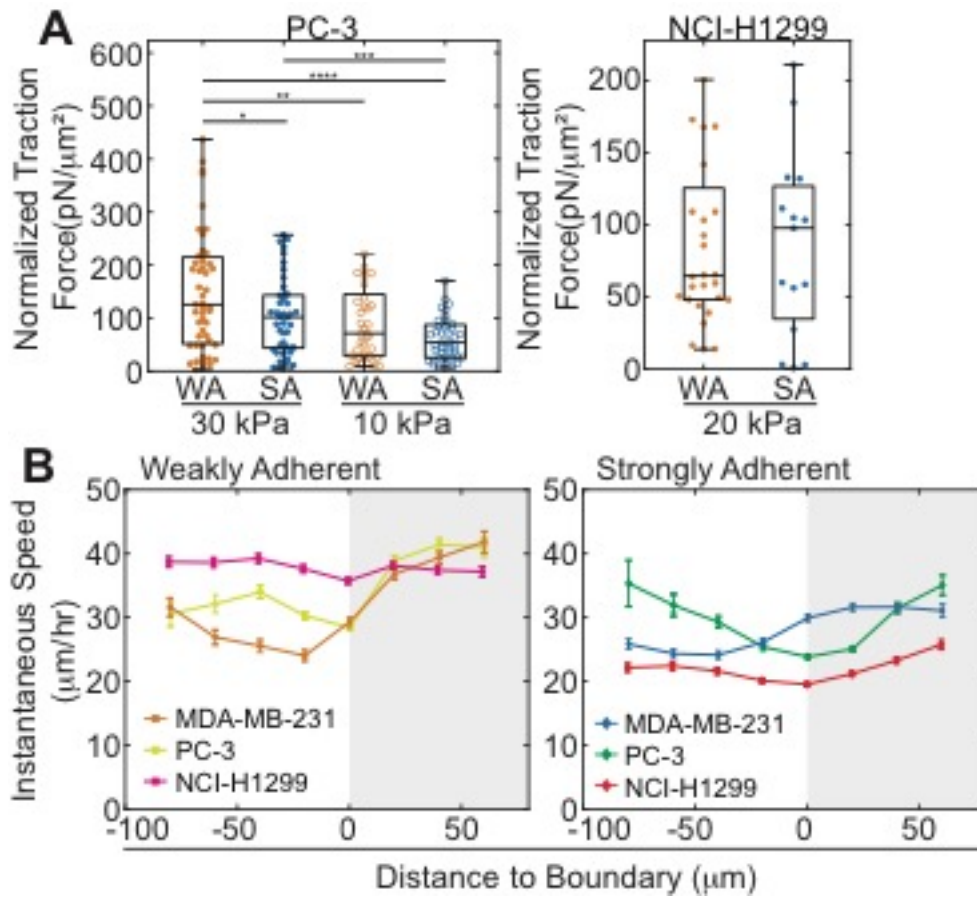 A
PC-3
NCI-H1299
Normalized Traction
Force(pN/μm²)
600
500
400
300
200
100
0
***
****
**
*
WA SA WA SA
30 kPa 10 kPa
Normalized Traction
Force(pN/μm²)
200
150
100
50
0
WA SA
20 kPa
B
Weakly Adherent
Strongly Adherent
Instantaneous Speed
(μm/hr)
50
40
30
20
10
0
MDA-MB-231
PC-3
NCI-H1299
-100 -50 0 50
50
40
30
20
10
0
MDA-MB-231
PC-3
NCI-H1299
-100 -50 0 50
Distance to Boundary (μm)